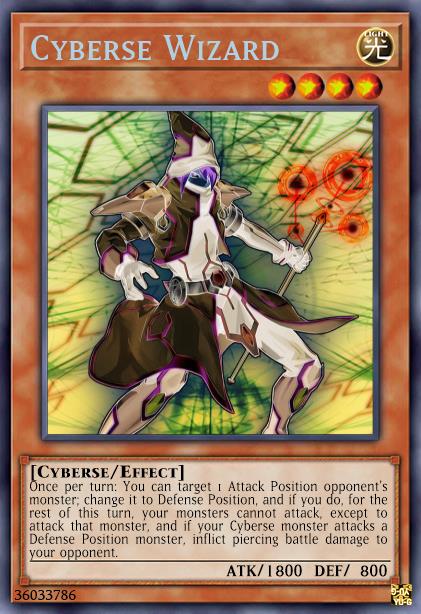 CYBERSE WIZARD
LIGHT
光
[CYBERSE/EFFECT]
Once per turn: You can target 1 Attack Position opponent's
monster; change it to Defense Position, and if you do, for the
rest of this turn, your monsters cannot attack, except to
attack that monster, and if your Cyberse monster attacks a
Defense Position monster, inflict piercing battle damage to
your opponent.
ATK/1800 DEF/ 800
36033786